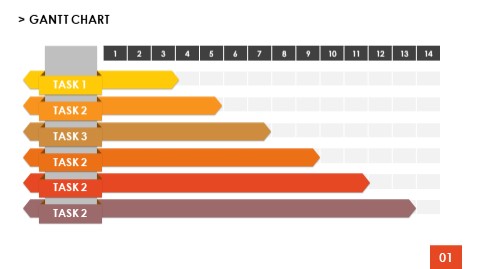 > GANTT CHART
1 2 3 4 5 6 7 8 9 10 11 12 13 14
TASK 1
TASK 2
TASK 3
TASK 2
TASK 2
TASK 2
01